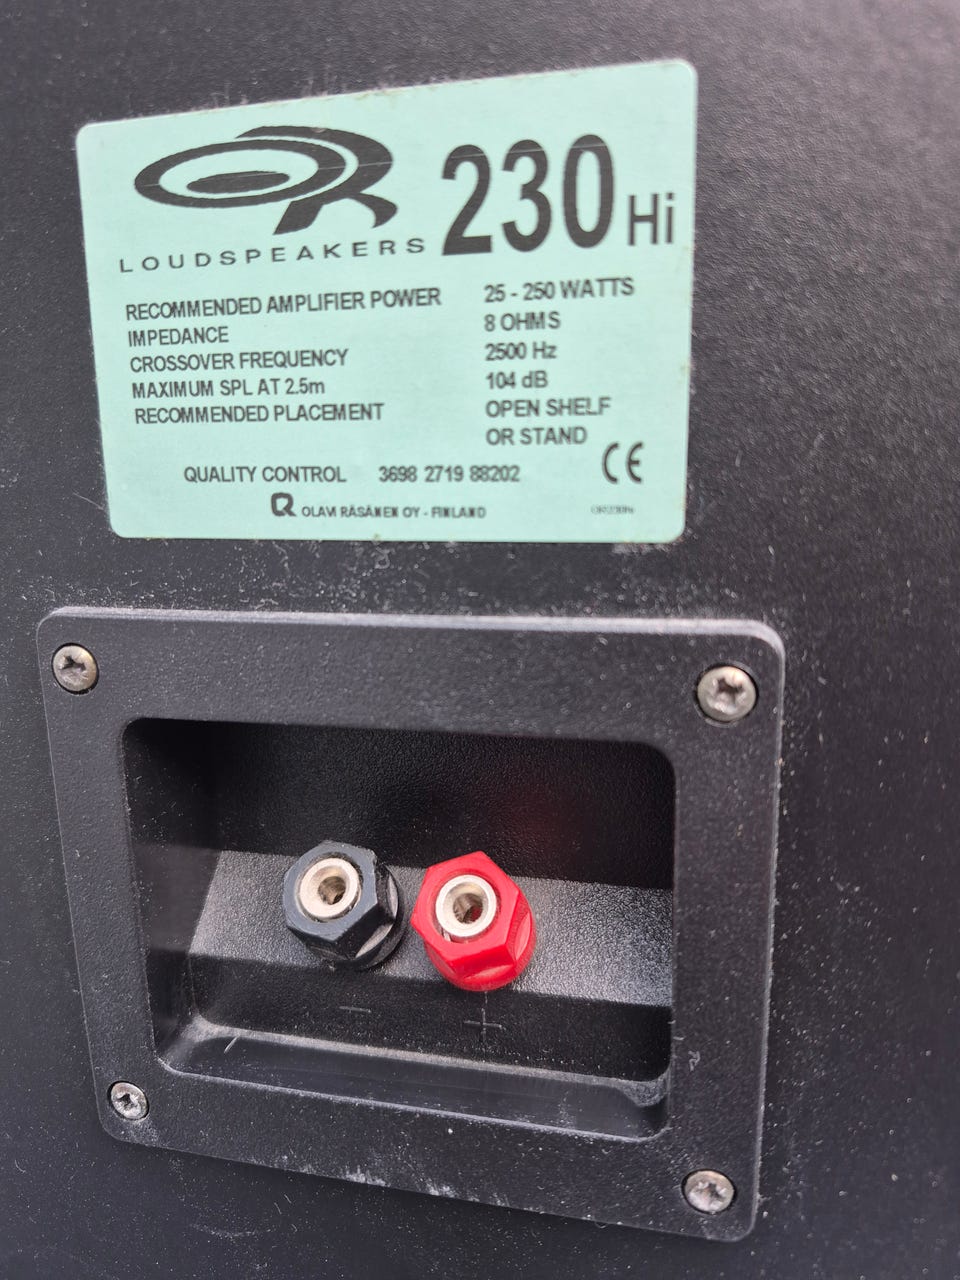 OR 230 Hi
LOUDSPEAKERS
RECOMMENDED AMPLIFIER POWER 25 - 250 WATTS
IMPEDANCE 8 OHMS
CROSSOVER FREQUENCY 2500 Hz
MAXIMUM SPL AT 2.5m 104 dB
RECOMMENDED PLACEMENT OPEN SHELF
OR STAND
QUALITY CONTROL 3698 2719 88202 CE
OLAVI RÄSÄNEN OY - FINLAND
- +